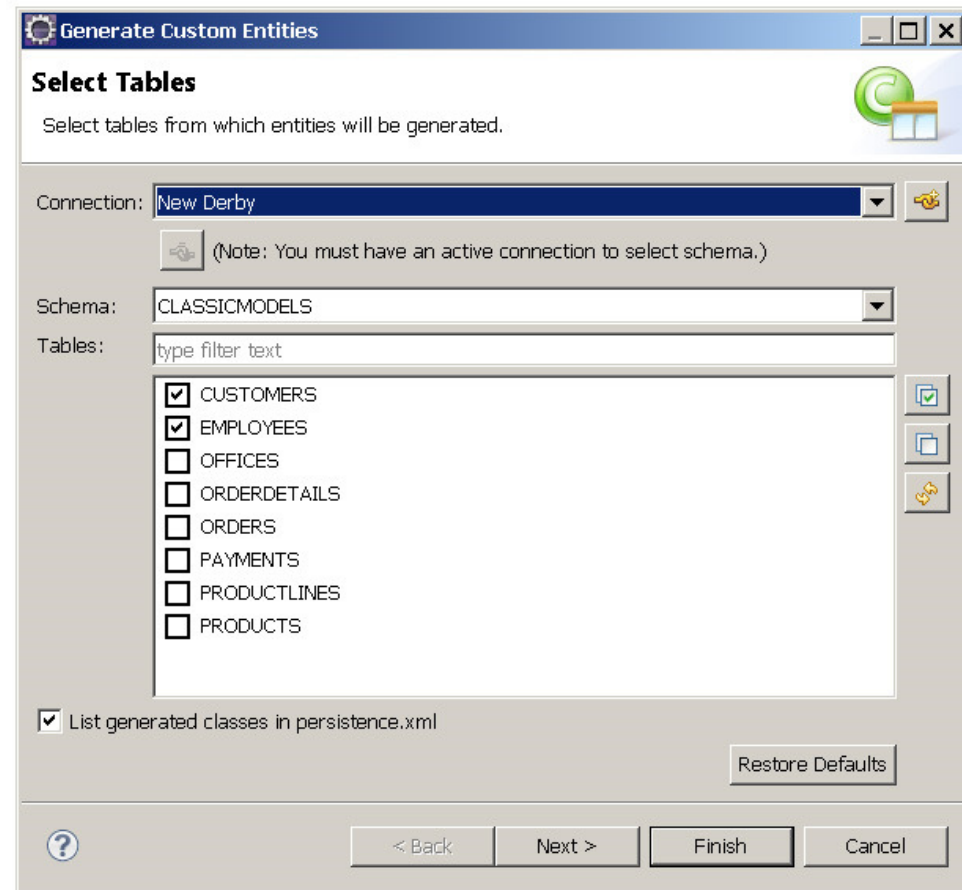 Generate Custom Entities
Select Tables
Select tables from which entities will be generated.
Connection: New Derby
(Note: You must have an active connection to select schema.)
Schema: CLASSICMODELS
Tables: type filter text
CUSTOMERS
EMPLOYEES
OFFICES
ORDERDETAILS
ORDERS
PAYMENTS
PRODUCTLINES
PRODUCTS
List generated classes in persistence.xml
Restore Defaults
? < Back Next > Finish Cancel